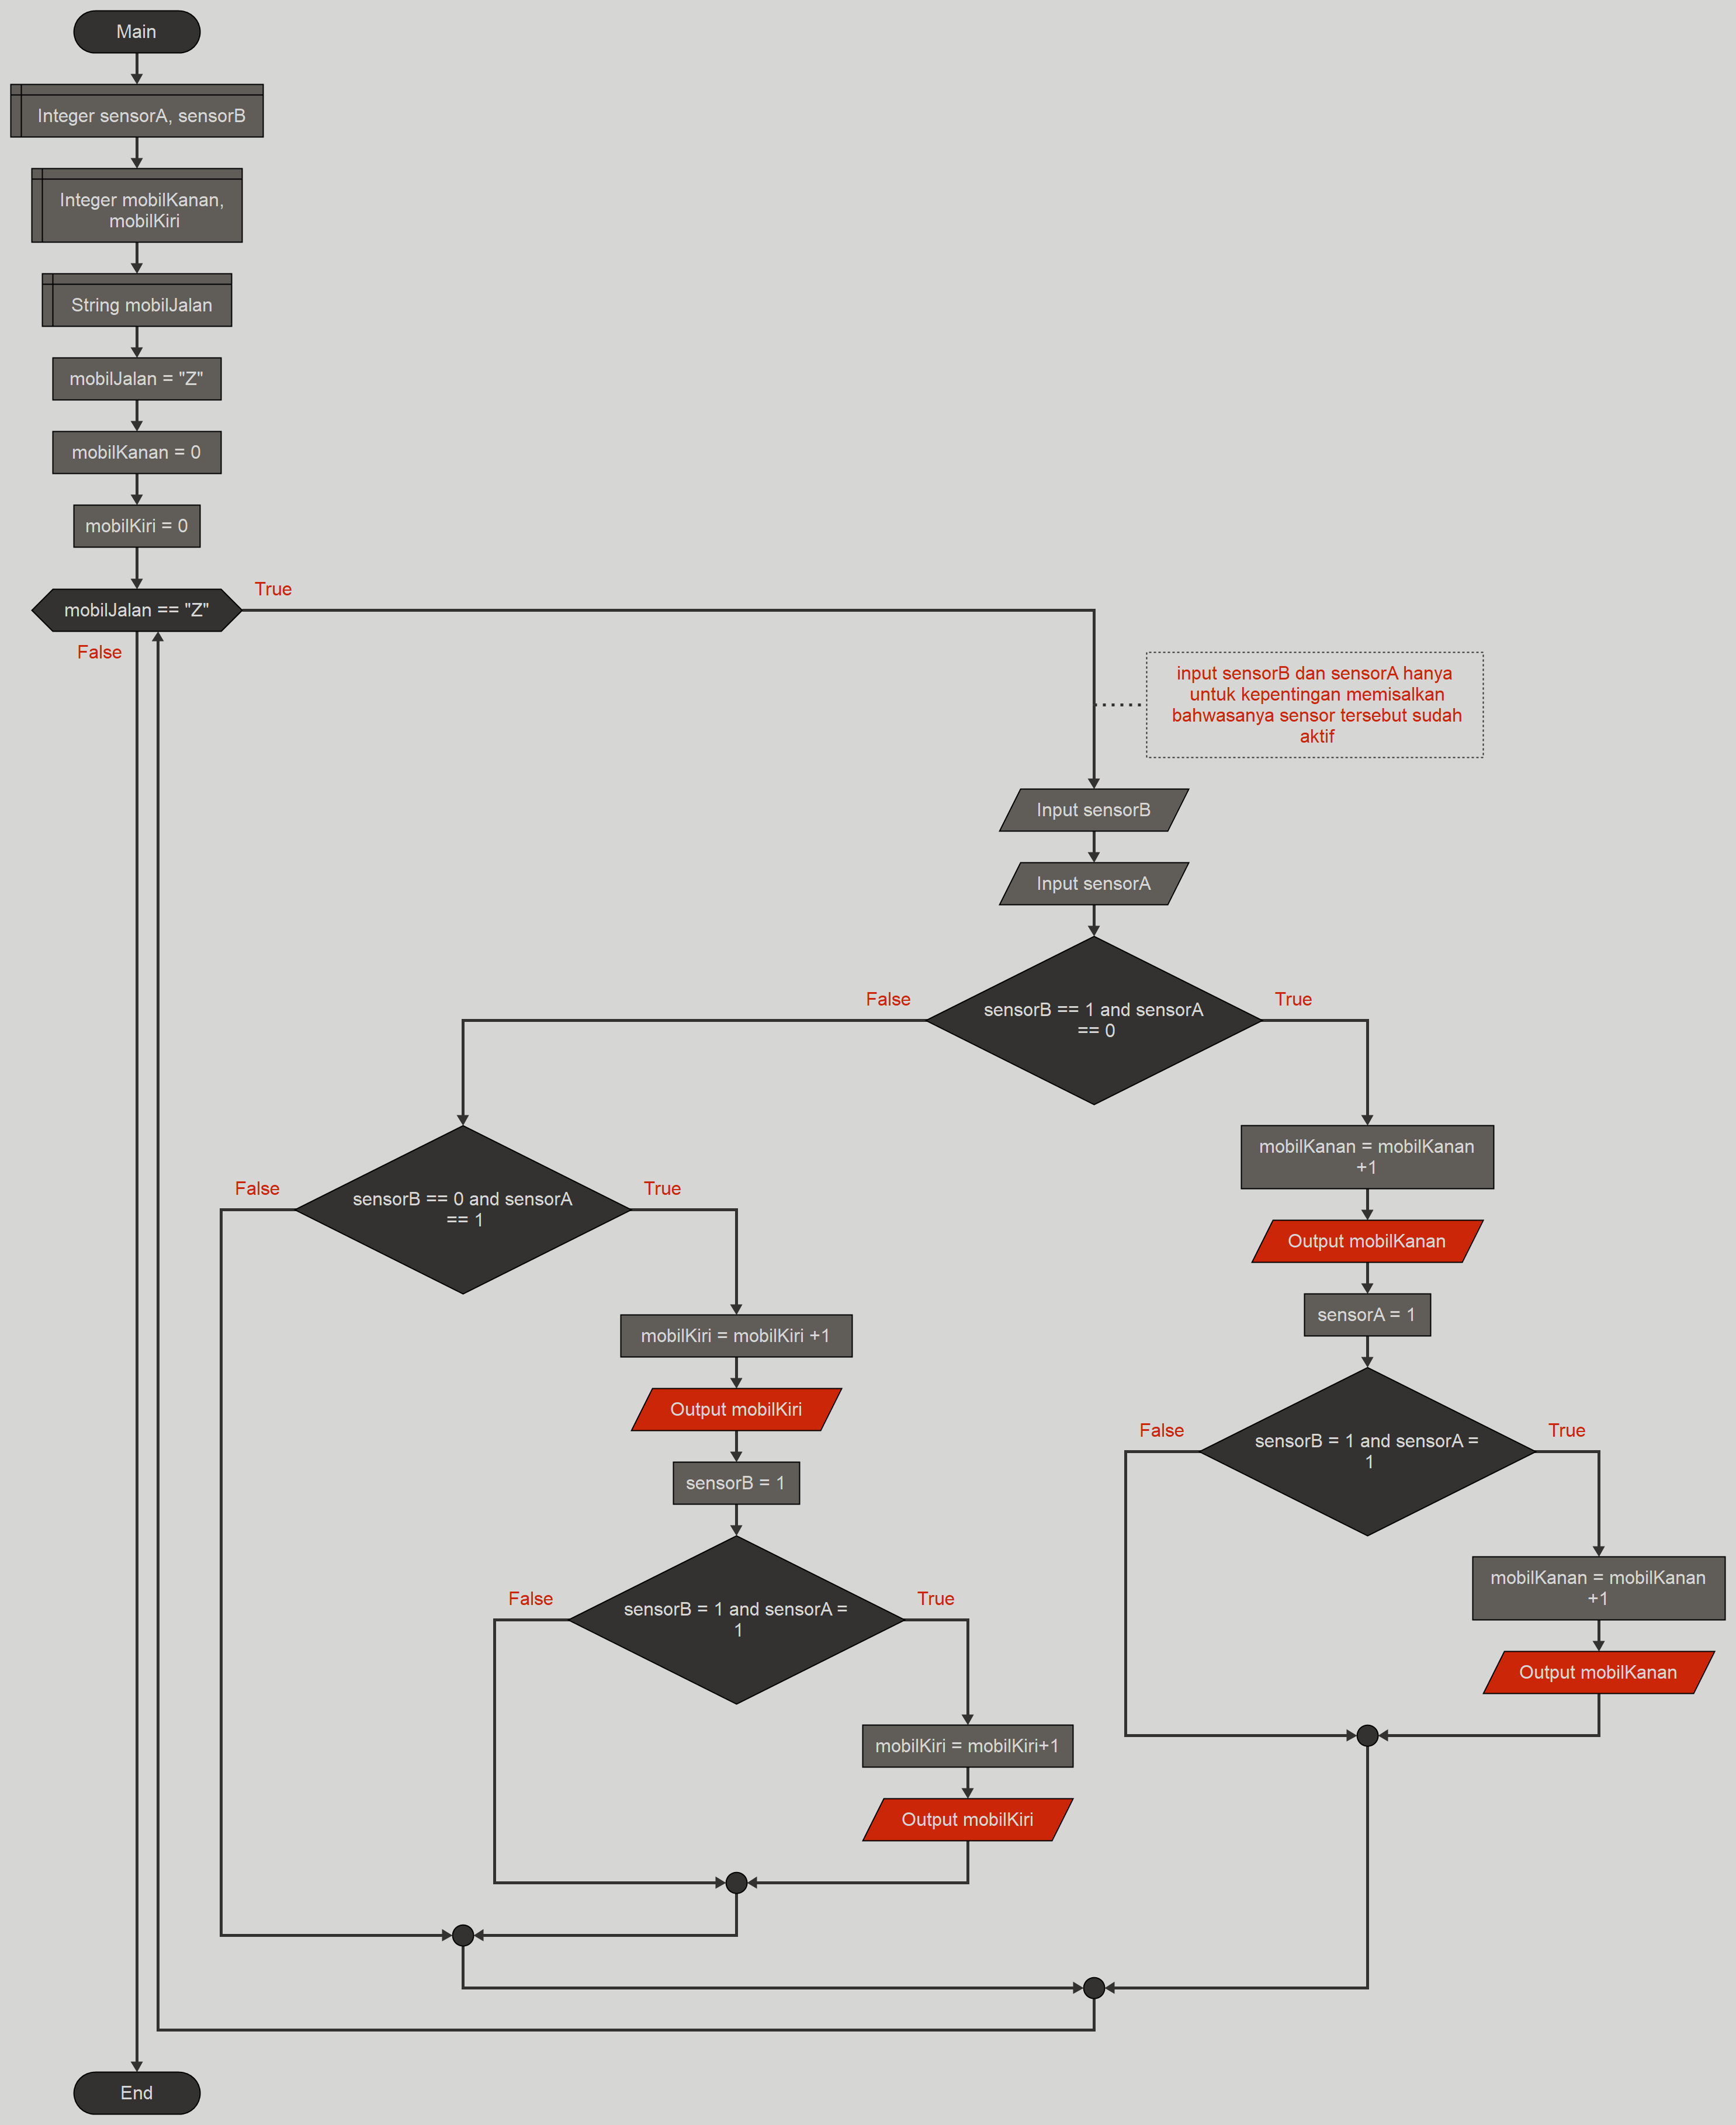 Main
Integer sensorA, sensorB
Integer mobilKanan,
mobilKiri
String mobilJalan
mobilJalan = "Z"
mobilKanan = 0
mobilKiri = 0
mobilJalan == "Z"
True
False
input sensorB dan sensorA hanya
untuk kepentingan memisalkan
bahwasanya sensor tersebut sudah
aktif
Input sensorB
Input sensorA
sensorB == 1 and sensorA
== 0
False
True
sensorB == 0 and sensorA
== 1
False
True
mobilKiri = mobilKiri +1
Output mobilKiri
sensorB = 1
sensorB = 1 and sensorA =
1
False
True
mobilKiri = mobilKiri+1
Output mobilKiri
mobilKanan = mobilKanan
+1
Output mobilKanan
sensorA = 1
sensorB = 1 and sensorA =
1
False
True
mobilKanan = mobilKanan
+1
Output mobilKanan
End